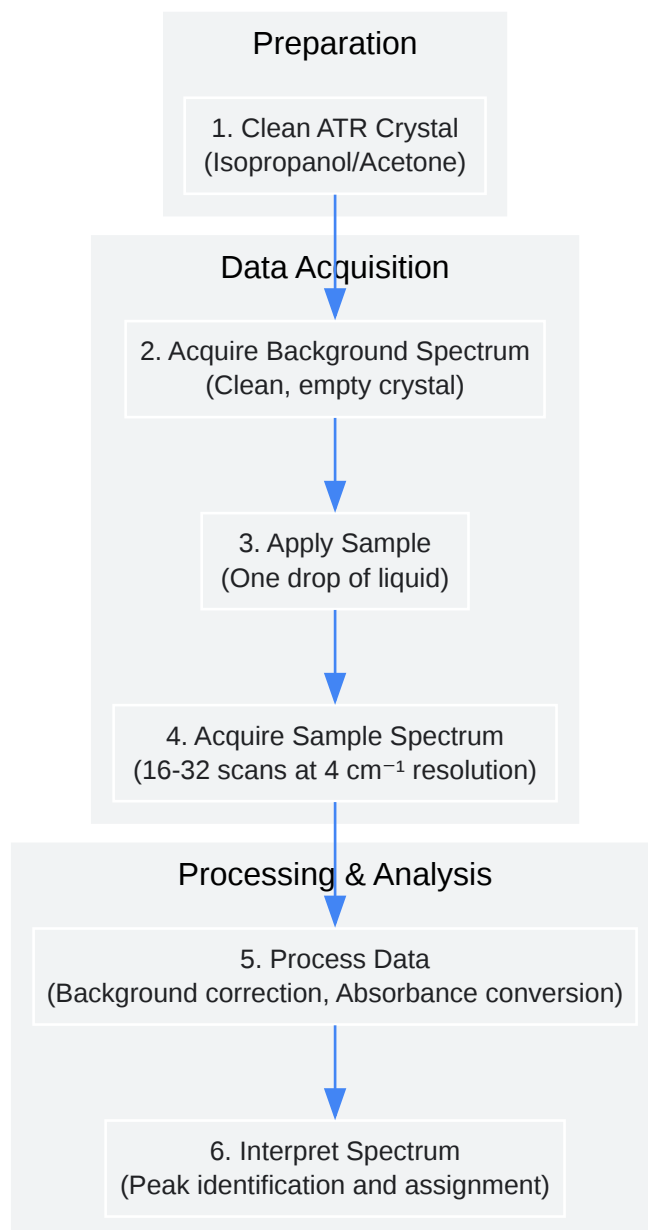 Preparation
1. Clean ATR Crystal
(Isopropanol/Acetone)
Data Acquisition
2. Acquire Background Spectrum
(Clean, empty crystal)
3. Apply Sample
(One drop of liquid)
4. Acquire Sample Spectrum
(16-32 scans at 4 cm⁻¹ resolution)
Processing & Analysis
5. Process Data
(Background correction, Absorbance conversion)
6. Interpret Spectrum
(Peak identification and assignment)